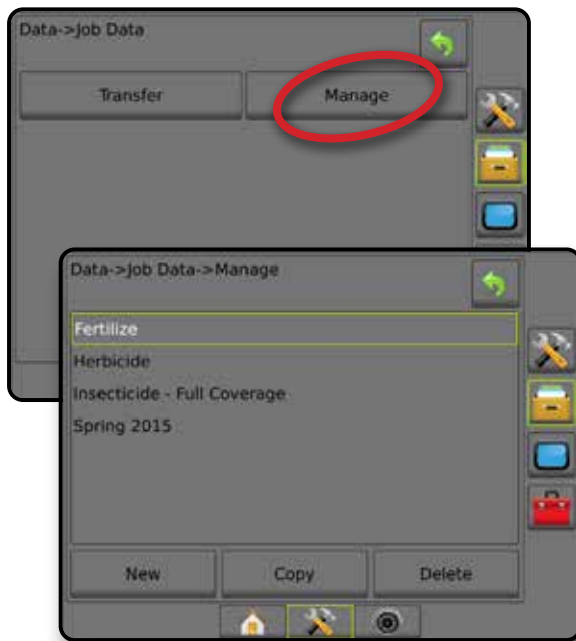 Data->Job Data
Transfer Manage
Data->Job Data->Manage
Fertilize
Herbicide
Insecticide - Full Coverage
Spring 2015
New Copy Delete